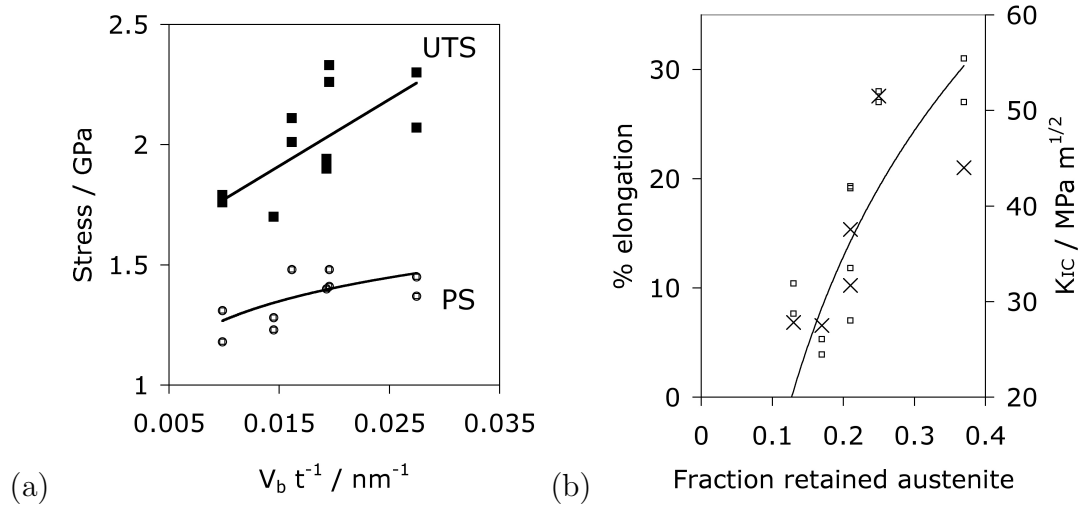 2.5
2
1.5
1
0.005
0.015
0.025
0.035
Stress / GPa
V_b t^-1 / nm^-1
UTS
PS
(a)
30
20
10
0
0
0.1
0.2
0.3
0.4
% elongation
Fraction retained austenite
60
50
40
30
20
K_IC / MPa m^1/2
(b)